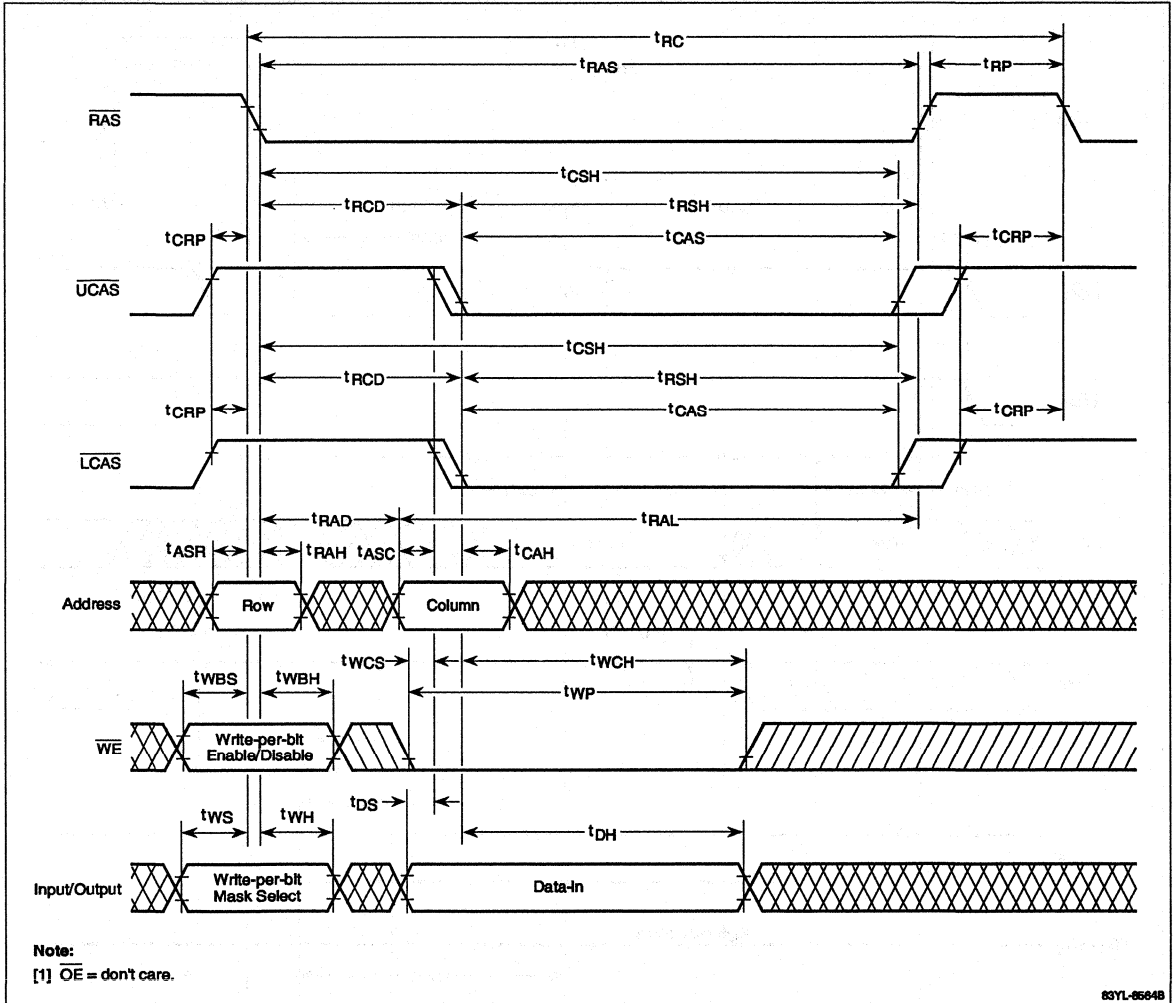 tRC
tRAS
tRP
RAS
tCSH
tRCD
tRSH
tCRP
tCAS
tCRP
UCAS
tCSH
tRCD
tRSH
tCRP
tCAS
tCRP
LCAS
tRAD
tRAL
tASR
tRAH
tASC
tCAH
Address
Row
Column
tWCS
tWCH
tWBS
tWBH
tWP
WE
Write-per-bit
Enable/Disable
tDS
tWS
tWH
tDH
Input/Output
Write-per-bit
Mask Select
Data-In
Note:
[1] OE = don't care.
83YL-8564B